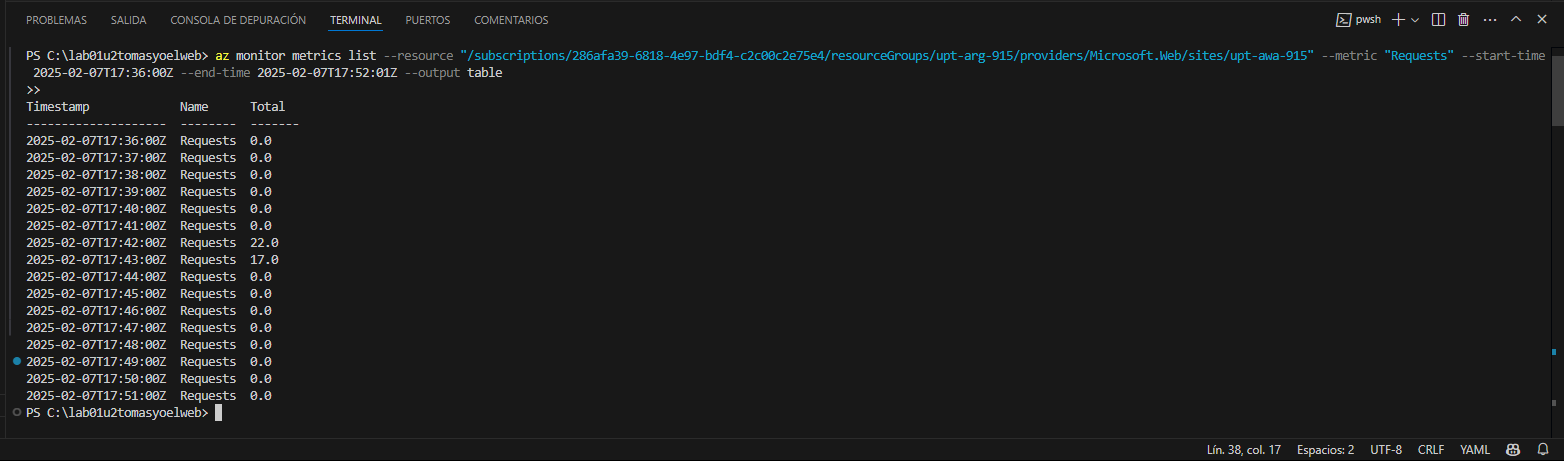 PROBLEMAS SALIDA CONSOLA DE DEPURACIÓN TERMINAL PUERTOS COMENTARIOS pwsh
PS C:\lab01u2tomasyoelweb> az monitor metrics list --resource "/subscriptions/286afa39-6818-4e97-bdf4-c2c00c2e75e4/resourceGroups/upt-arg-915/providers/Microsoft.Web/sites/upt-awa-915" --metric "Requests" --start-time
2025-02-07T17:36:00Z --end-time 2025-02-07T17:52:01Z --output table
>>
Timestamp Name Total
-------------------- -------- -------
2025-02-07T17:36:00Z Requests 0.0
2025-02-07T17:37:00Z Requests 0.0
2025-02-07T17:38:00Z Requests 0.0
2025-02-07T17:39:00Z Requests 0.0
2025-02-07T17:40:00Z Requests 0.0
2025-02-07T17:41:00Z Requests 0.0
2025-02-07T17:42:00Z Requests 22.0
2025-02-07T17:43:00Z Requests 17.0
2025-02-07T17:44:00Z Requests 0.0
2025-02-07T17:45:00Z Requests 0.0
2025-02-07T17:46:00Z Requests 0.0
2025-02-07T17:47:00Z Requests 0.0
2025-02-07T17:48:00Z Requests 0.0
2025-02-07T17:49:00Z Requests 0.0
2025-02-07T17:50:00Z Requests 0.0
2025-02-07T17:51:00Z Requests 0.0
PS C:\lab01u2tomasyoelweb>
Lín. 38, col. 17 Espacios: 2 UTF-8 CRLF YAML